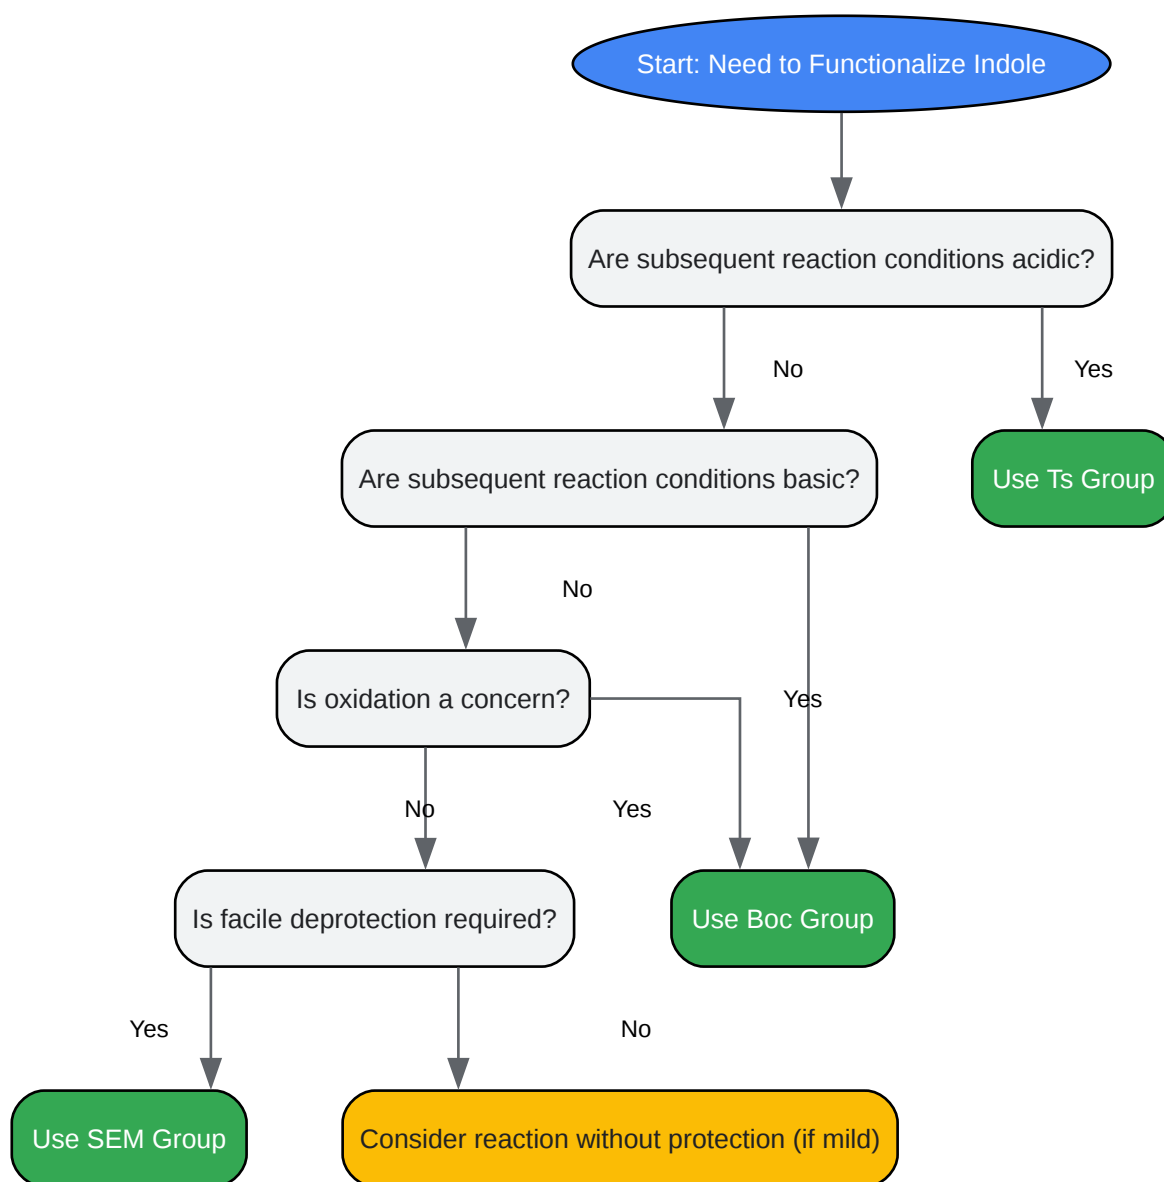 Start: Need to Functionalize Indole
Are subsequent reaction conditions acidic?
No
Yes
Are subsequent reaction conditions basic?
Use Ts Group
No
Is oxidation a concern?
Yes
No
Yes
Is facile deprotection required?
Use Boc Group
Yes
No
Use SEM Group
Consider reaction without protection (if mild)